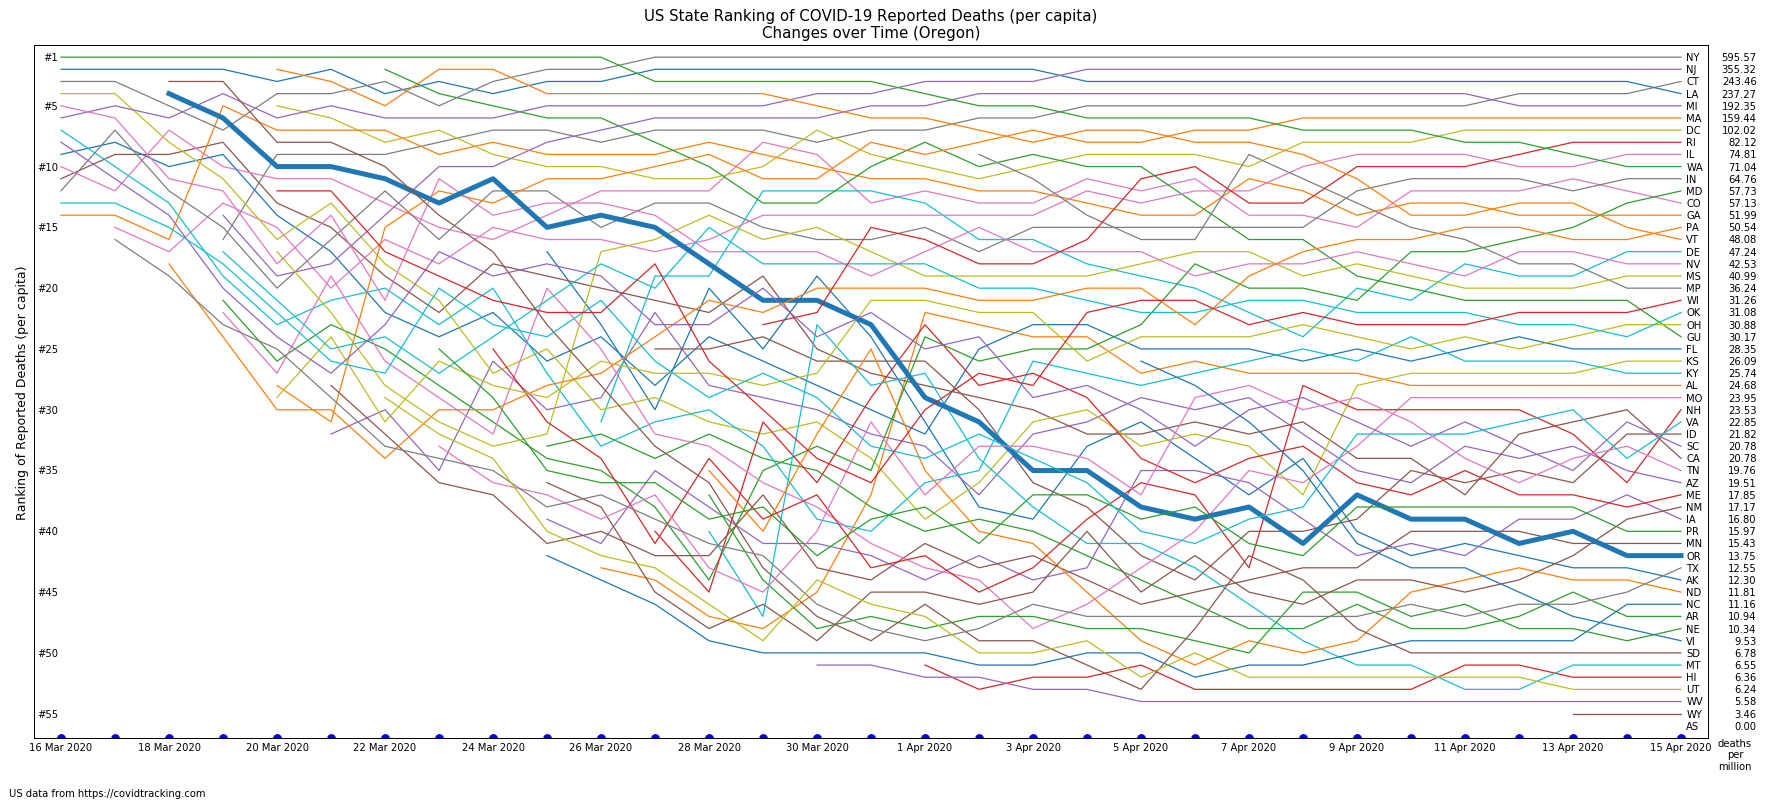 US State Ranking of COVID-19 Reported Deaths (per capita)
Changes over Time (Oregon)
Ranking of Reported Deaths (per capita)
#1
#5
#10
#15
#20
#25
#30
#35
#40
#45
#50
#55
NY 595.57
NJ 355.32
CT 243.46
LA 237.27
MI 192.35
MA 159.44
DC 102.02
RI 82.12
IL 74.81
WA 71.04
IN 64.76
MD 57.73
CO 57.13
GA 51.99
PA 50.54
VT 48.08
DE 47.24
NV 42.53
MS 40.99
MP 36.24
WI 31.26
OK 31.08
OH 30.88
GU 30.17
FL 28.35
KS 26.09
KY 25.74
AL 24.68
MO 23.95
NH 23.53
VA 22.85
ID 21.82
SC 20.78
CA 20.78
TN 19.76
AZ 19.51
ME 17.85
NM 17.17
IA 16.80
PR 15.97
MN 15.43
OR 13.75
TX 12.55
AK 12.30
ND 11.81
NC 11.16
AR 10.94
NE 10.34
VI 9.53
SD 6.78
MT 6.55
HI 6.36
UT 6.24
WV 5.58
WY 3.46
AS 0.00
16 Mar 2020 18 Mar 2020 20 Mar 2020 22 Mar 2020 24 Mar 2020 26 Mar 2020 28 Mar 2020 30 Mar 2020 1 Apr 2020 3 Apr 2020 5 Apr 2020 7 Apr 2020 9 Apr 2020 11 Apr 2020 13 Apr 2020 15 Apr 2020
deaths
per
million
US data from https://covidtracking.com